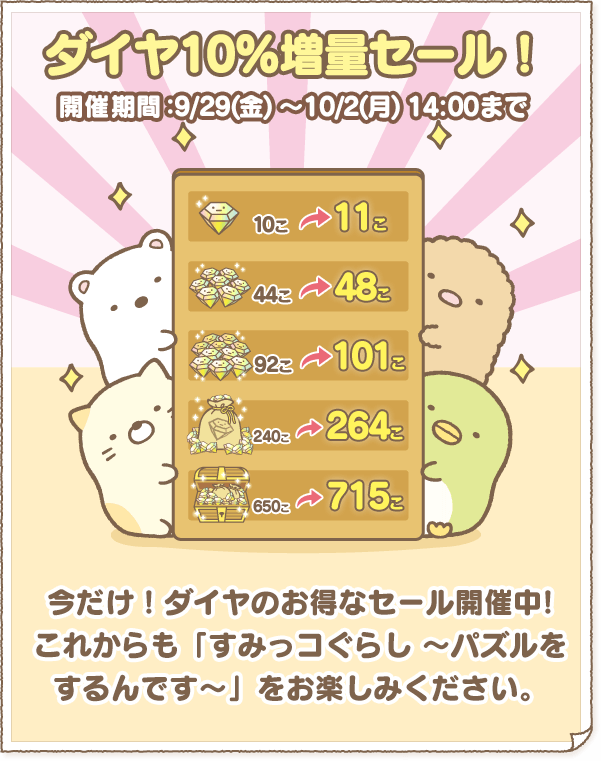 ダイヤ10%増量セール！
開催期間:9/29(金)～10/2(月) 14:00まで
10こ 11こ
44こ 48こ
92こ 101こ
240こ 264こ
650こ 715こ
今だけ！ダイヤのお得なセール開催中!
これからも「すみっコぐらし ～パズルを
するんです～」をお楽しみください。